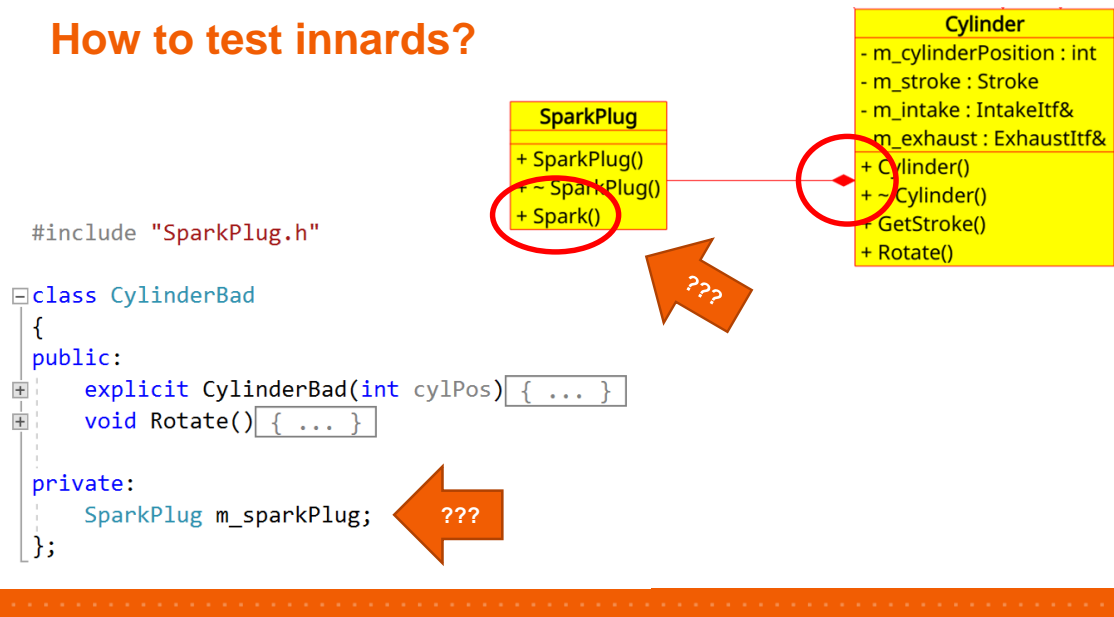 How to test innards?
Cylinder
- m_cylinderPosition : int
- m_stroke : Stroke
- m_intake : IntakeItf&
m_exhaust : ExhaustItf&
+ Cylinder()
+ ~ Cylinder()
+ GetStroke()
+ Rotate()
SparkPlug
+ SparkPlug()
+ ~ SparkPlug()
+ Spark()
???
#include "SparkPlug.h"
class CylinderBad
{
public:
explicit CylinderBad(int cylPos) { ... }
void Rotate() { ... }
private:
SparkPlug m_sparkPlug;
???
};